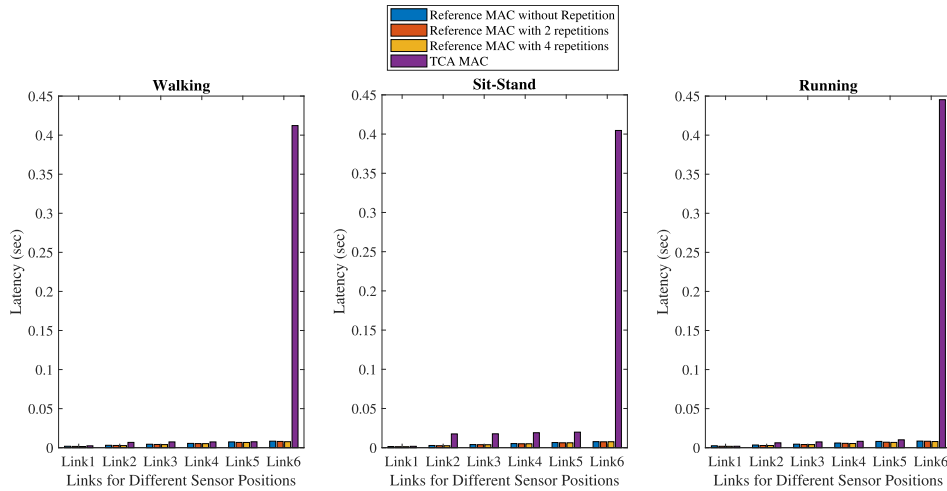 Reference MAC without Repetition
Reference MAC with 2 repetitions
Reference MAC with 4 repetitions
TCA MAC
Walking
0.45
0.4
0.35
0.3
0.25
0.2
0.15
0.1
0.05
0
Latency (sec)
Link1 Link2 Link3 Link4 Link5 Link6
Links for Different Sensor Positions
Sit-Stand
0.45
0.4
0.35
0.3
0.25
0.2
0.15
0.1
0.05
0
Latency (sec)
Link1 Link2 Link3 Link4 Link5 Link6
Links for Different Sensor Positions
Running
0.45
0.4
0.35
0.3
0.25
0.2
0.15
0.1
0.05
0
Latency (sec)
Link1 Link2 Link3 Link4 Link5 Link6
Links for Different Sensor Positions